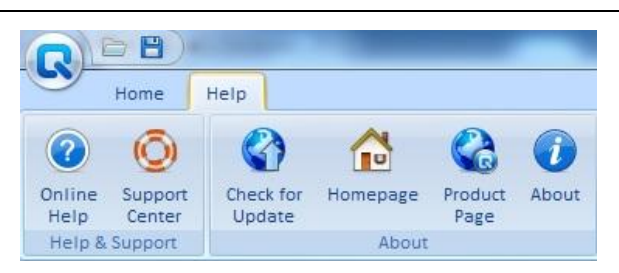 Home Help
Online Support Check for Homepage Product About
Help Center Update Page
Help & Support About